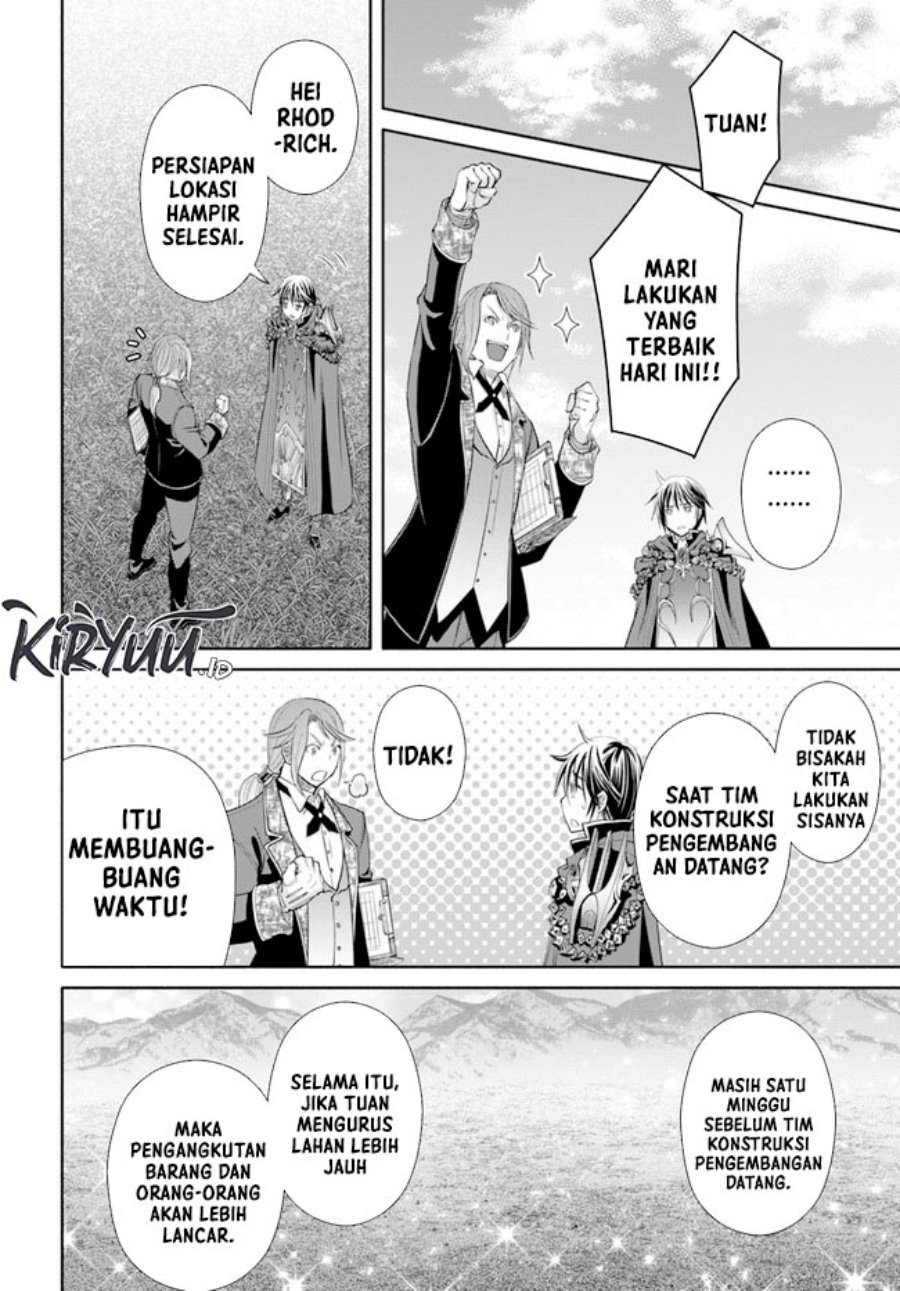 TUAN!
MARI
LAKUKAN
YANG
TERBAIK
HARI INI!!
......
......
HEI
RHOD
-RICH.
PERSIAPAN
LOKASI
HAMPIR
SELESAI.
KIRYUU.ID
TIDAK
BISAKAH
KITA
LAKUKAN
SISANYA
SAAT TIM
KONSTRUKSI
PENGEMBANG
AN DATANG?
TIDAK!
ITU
MEMBUANG-
BUANG
WAKTU!
MASIH SATU
MINGGU
SEBELUM TIM
KONSTRUKSI
PENGEMBANGAN
DATANG.
SELAMA ITU,
JIKA TUAN
MENGURUS
LAHAN LEBIH
JAUH
MAKA
PENGANGKUTAN
BARANG DAN
ORANG-ORANG
AKAN LEBIH
LANCAR.